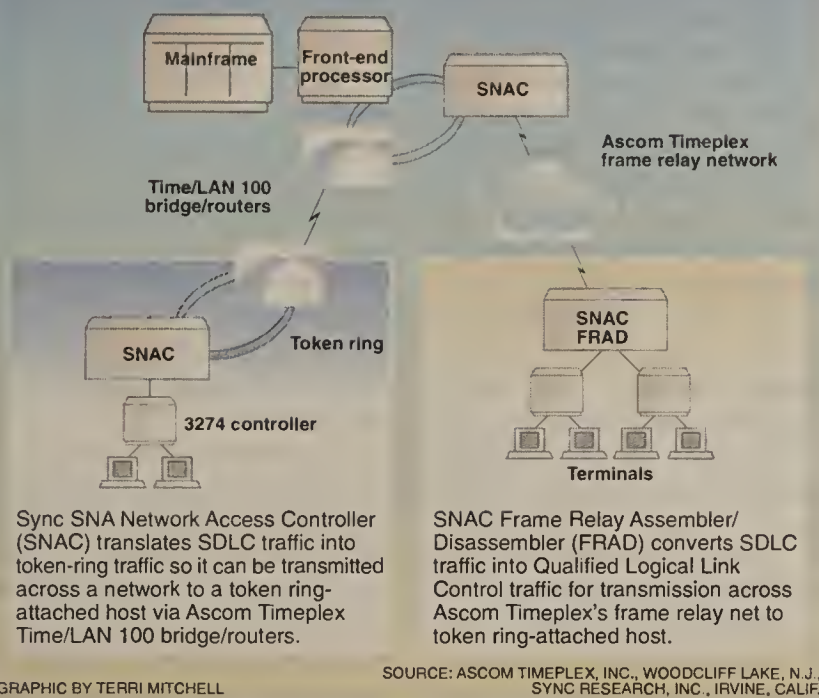 Mainframe
Front-end
processor
SNAC
Ascom Timeplex
frame relay network
Time/LAN 100
bridge/routers
SNAC
Token ring
SNAC
FRAD
3274 controller
Terminals
Sync SNA Network Access Controller
(SNAC) translates SDLC traffic into
token-ring traffic so it can be transmitted
across a network to a token ring-
attached host via Ascom Timeplex
Time/LAN 100 bridge/routers.
SNAC Frame Relay Assembler/
Disassembler (FRAD) converts SDLC
traffic into Qualified Logical Link
Control traffic for transmission across
Ascom Timeplex's frame relay net to
token ring-attached host.
GRAPHIC BY TERRI MITCHELL
SOURCE: ASCOM TIMEPLEX, INC., WOODCLIFF LAKE, N.J.,
SYNC RESEARCH, INC., IRVINE, CALIF.